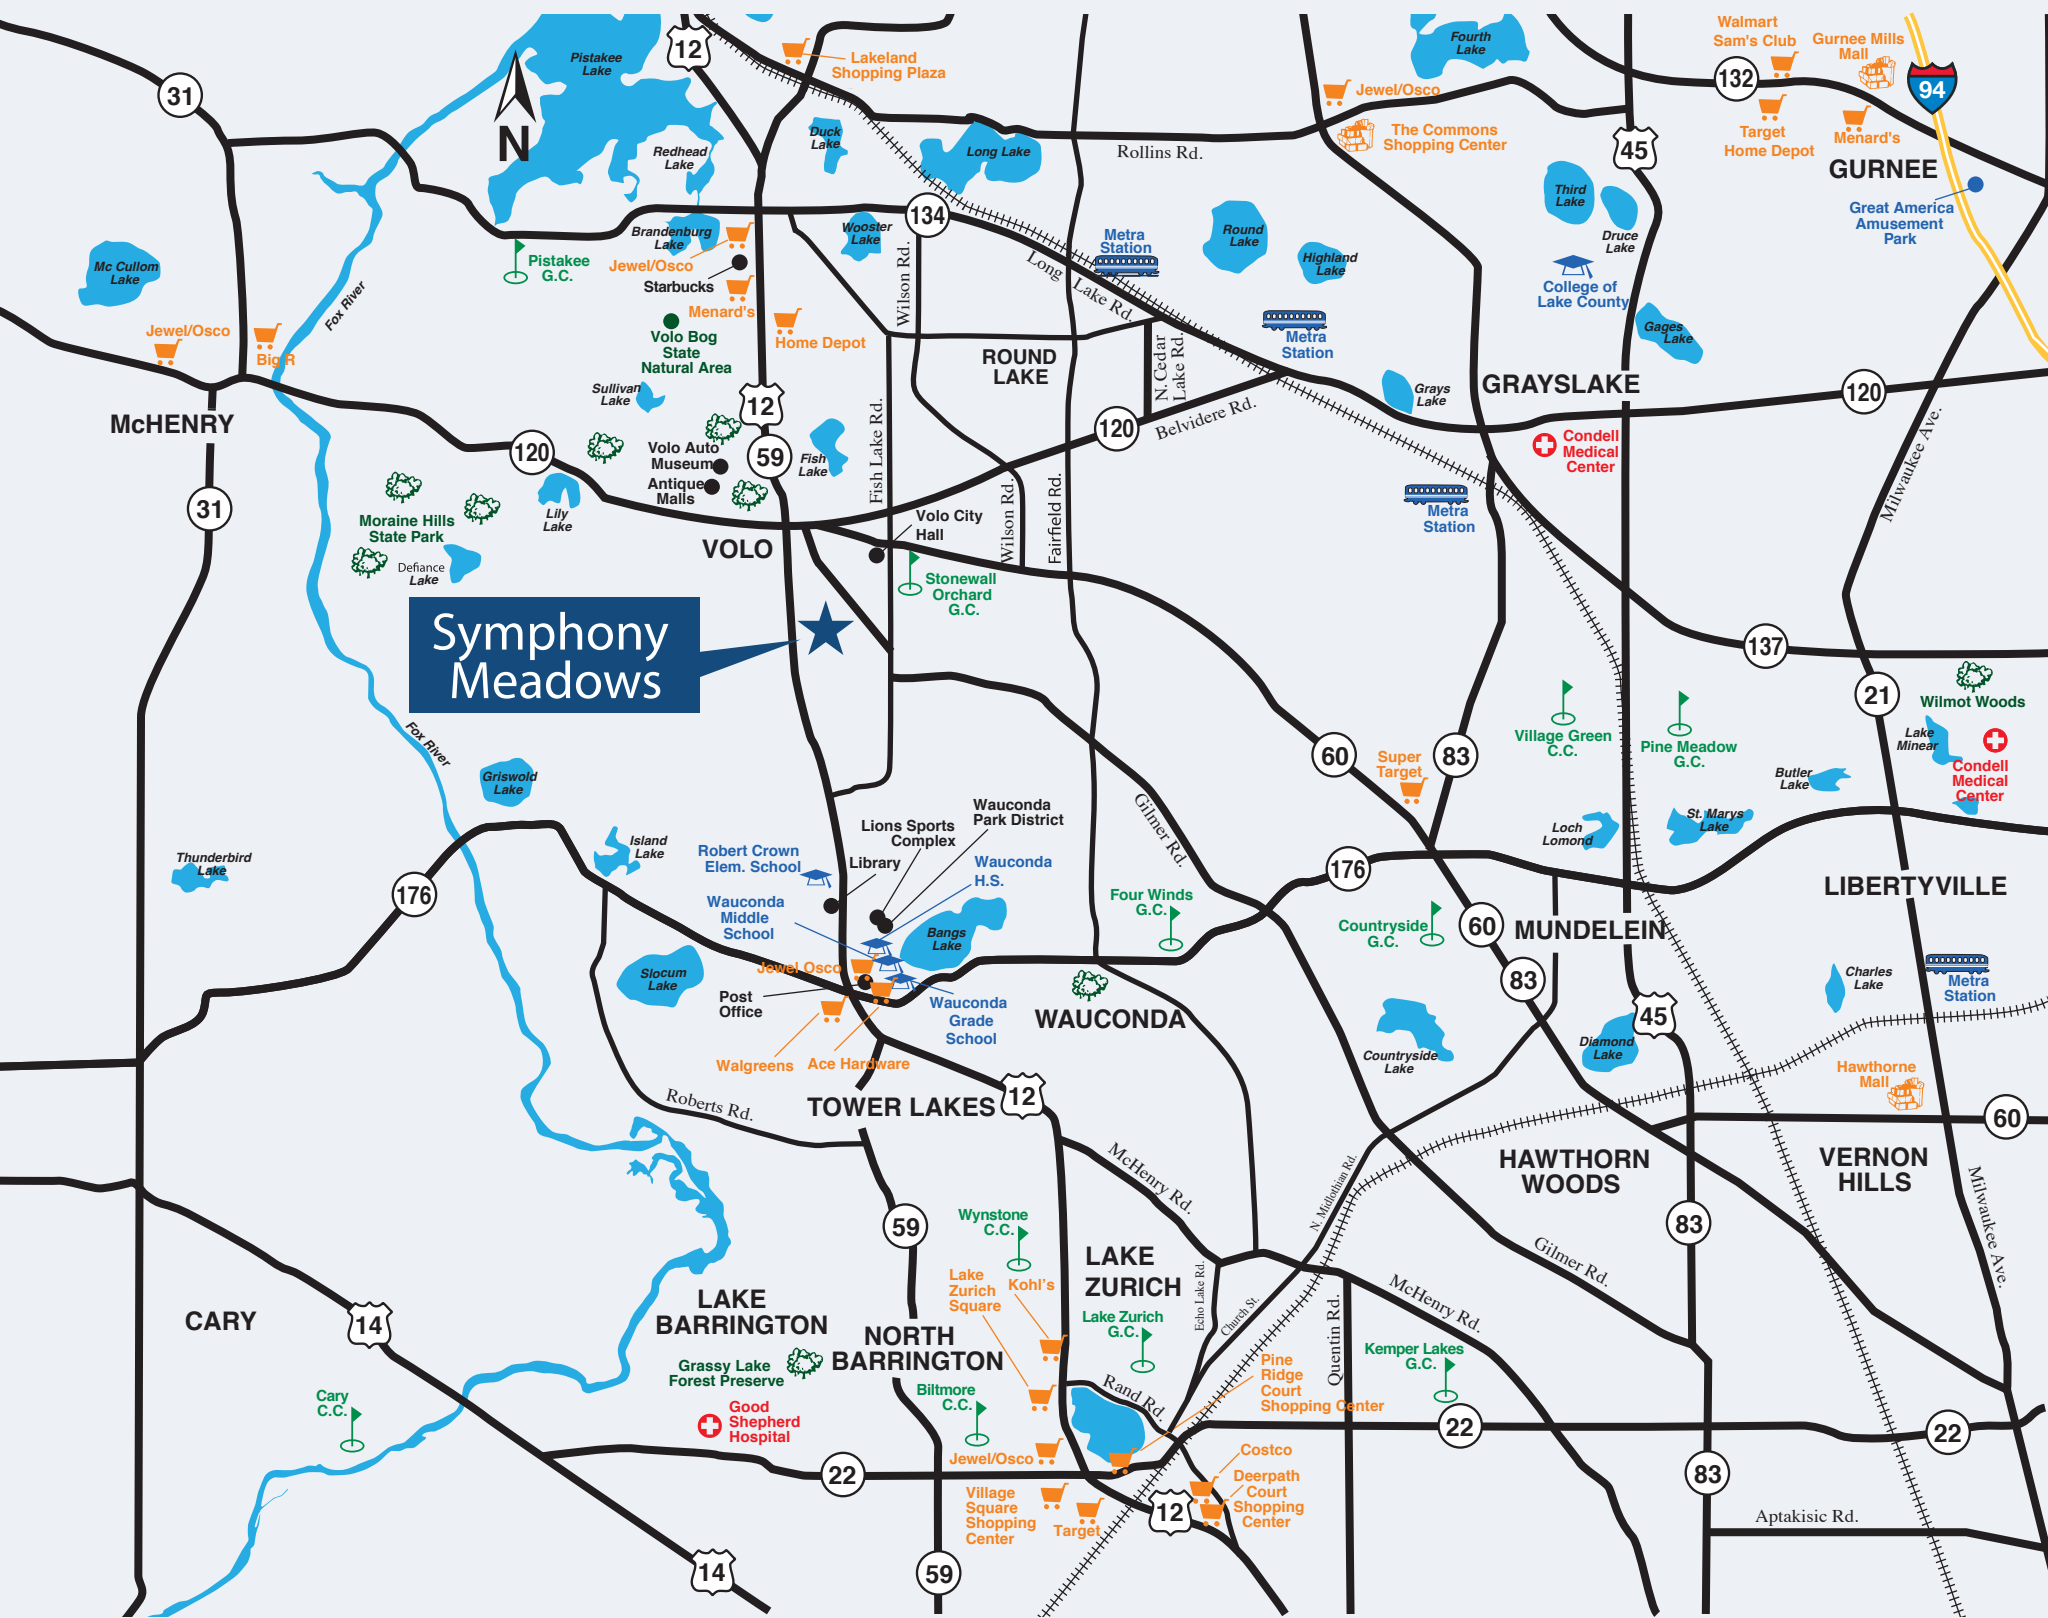 12
Lakeland
Shopping Plaza
Pistakee
Lake
Fourth
Lake
Walmart
Sam's Club
Gurnee Mills
Mall
132
94
31
Jewel/Osco
The Commons
Shopping Center
Target
Home Depot
Menard's
GURNEE
N
Redhead
Lake
Duck
Lake
Long Lake
Rollins Rd.
45
Third
Lake
Druce
Lake
Great America
Amusement
Park
134
Brandenburg
Lake
Wooster
Lake
Wilson Rd.
Metra
Station
Round
Lake
Highland
Lake
College of
Lake County
Mc Cullom
Lake
Pistakee
G.C.
Jewel/Osco
Starbucks
Menard's
Home Depot
Long
Lake Rd.
Fox River
Jewel/Osco
Big R
Volo Bog
State
Natural Area
Metra
Station
Gages
Lake
ROUND
LAKE
N. Cedar
Lake Rd.
GRAYSLAKE
Grays
Lake
120
Sullivan
Lake
12
McHENRY
120
Belvidere Rd.
120
Volo Auto
Museum
Antique
Malls
59
Fish
Lake
Fish Lake Rd.
Condell
Medical
Center
Milwaukee Ave.
31
Moraine Hills
State Park
Lily
Lake
Defiance
Lake
VOLO
Volo City
Hall
Wilson Rd.
Fairfield Rd.
Metra
Station
Stonewall
Orchard
G.C.
Symphony
Meadows
137
21
Wilmot Woods
Lake
Minear
Condell
Medical
Center
Village Green
C.C.
Pine Meadow
G.C.
Fox River
60
83
Super
Target
Butler
Lake
Griswold
Lake
Gilmer Rd.
Loch
Lomond
St. Marys
Lake
Thunderbird
Lake
176
Island
Lake
Robert Crown
Elem. School
Lions Sports
Complex
Wauconda
Park District
Library
Wauconda
H.S.
Wauconda
Middle
School
Four Winds
G.C.
176
Countryside
G.C.
60
MUNDELEIN
LIBERTYVILLE
Bangs
Lake
Slocum
Lake
Jewel Osco
Post
Office
Wauconda
Grade
School
WAUCONDA
83
45
Charles
Lake
Metra
Station
Walgreens
Ace Hardware
Countryside
Lake
Diamond
Lake
Hawthorne
Mall
Roberts Rd.
TOWER LAKES
12
60
McHenry Rd.
N. Midlothian Rd.
HAWTHORN
WOODS
VERNON
HILLS
Milwaukee Ave.
59
Wynstone
C.C.
LAKE
ZURICH
83
Gilmer Rd.
Lake
Zurich
Square
Kohl's
Echo Lake Rd.
Church St.
Quentin Rd.
McHenry Rd.
CARY
14
LAKE
BARRINGTON
NORTH
BARRINGTON
Lake Zurich
G.C.
Grassy Lake
Forest Preserve
Kemper Lakes
G.C.
Pine
Ridge
Court
Shopping Center
Cary
C.C.
Good
Shepherd
Hospital
Biltmore
C.C.
Rand Rd.
22
22
22
Jewel/Osco
Costco
Deerpath
Court
Shopping
Center
83
Village
Square
Shopping
Center
Target
12
Aptakisic Rd.
14
59